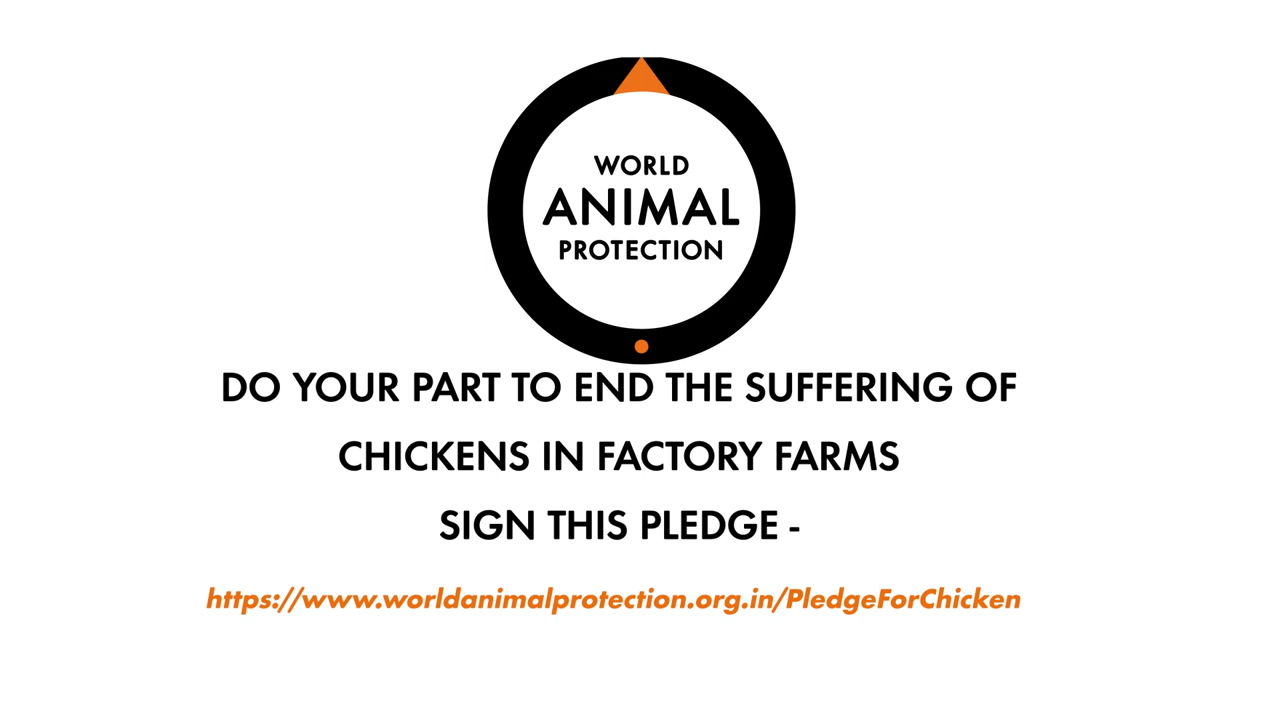 WORLD
ANIMAL
PROTECTION
DO YOUR PART TO END THE SUFFERING OF
CHICKENS IN FACTORY FARMS
SIGN THIS PLEDGE -
https://www.worldanimalprotection.org.in/PledgeForChicken